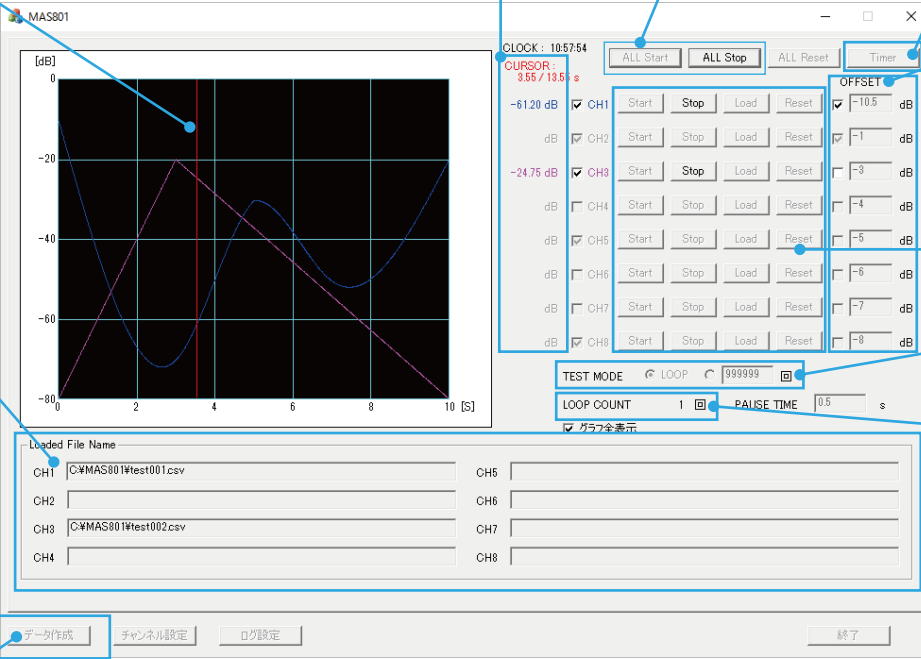 MAS801
[dB]
0
-20
-40
-60
-80
0 2 4 6 8 10 [S]
CLOCK : 10:57:54
ALL Start ALL Stop ALL Reset Timer
CURSOR :
3.55 / 13.55 s
OFFSET
-61.20 dB CH1 Start Stop Load Reset -10.5 dB
dB CH2 Start Stop Load Reset -1 dB
-24.75 dB CH3 Start Stop Load Reset -3 dB
dB CH4 Start Stop Load Reset -4 dB
dB CH5 Start Stop Load Reset -5 dB
dB CH6 Start Stop Load Reset -6 dB
dB CH7 Start Stop Load Reset -7 dB
dB CH8 Start Stop Load Reset -8 dB
TEST MODE LOOP 999999 回
LOOP COUNT 1 回 PAUSE TIME 0.5 s
グラフ全表示
Loaded File Name
CH1 C:¥MAS801¥test001.csv
CH2
CH3 C:¥MAS801¥test002.csv
CH4
CH5
CH6
CH7
CH8
データ作成 チャンネル設定 ログ設定 終了